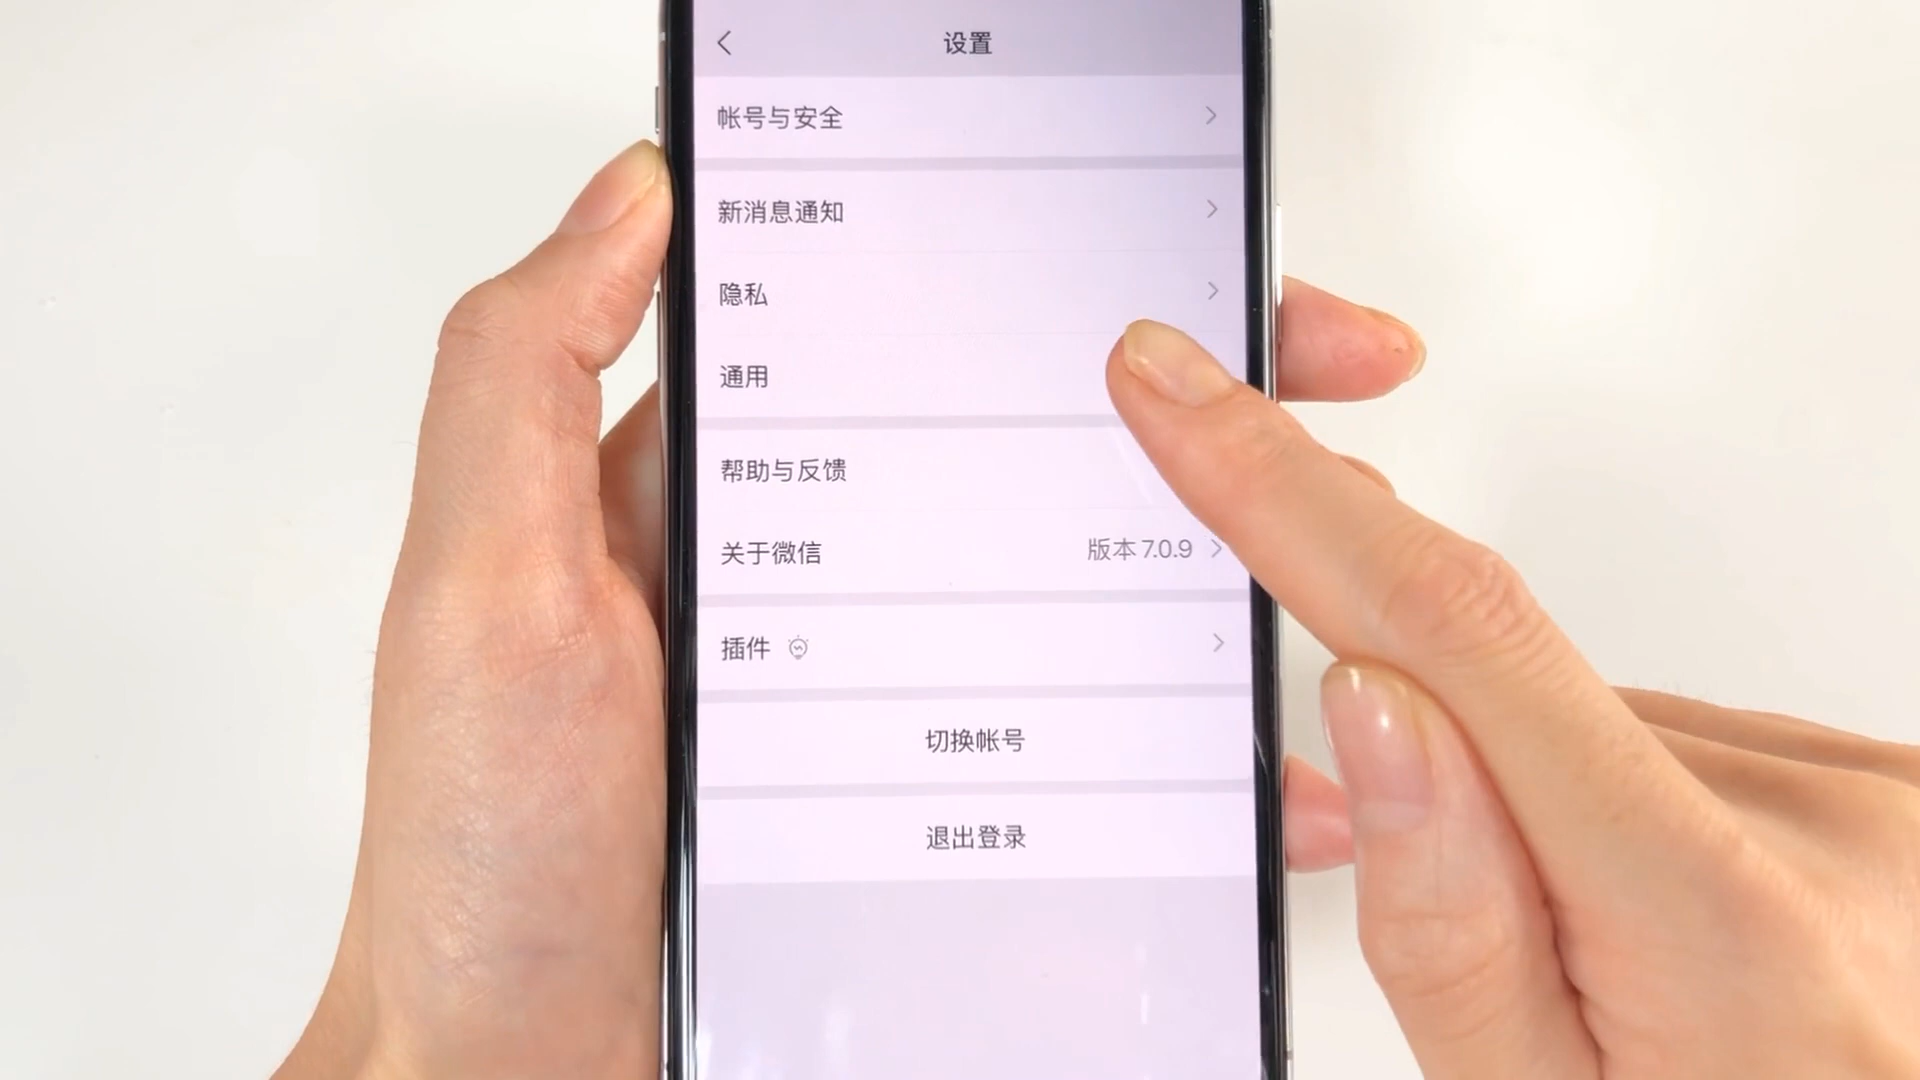 设置
帐号与安全
新消息通知
隐私
通用
帮助与反馈
关于微信 版本 7.0.9
插件
切换帐号
退出登录